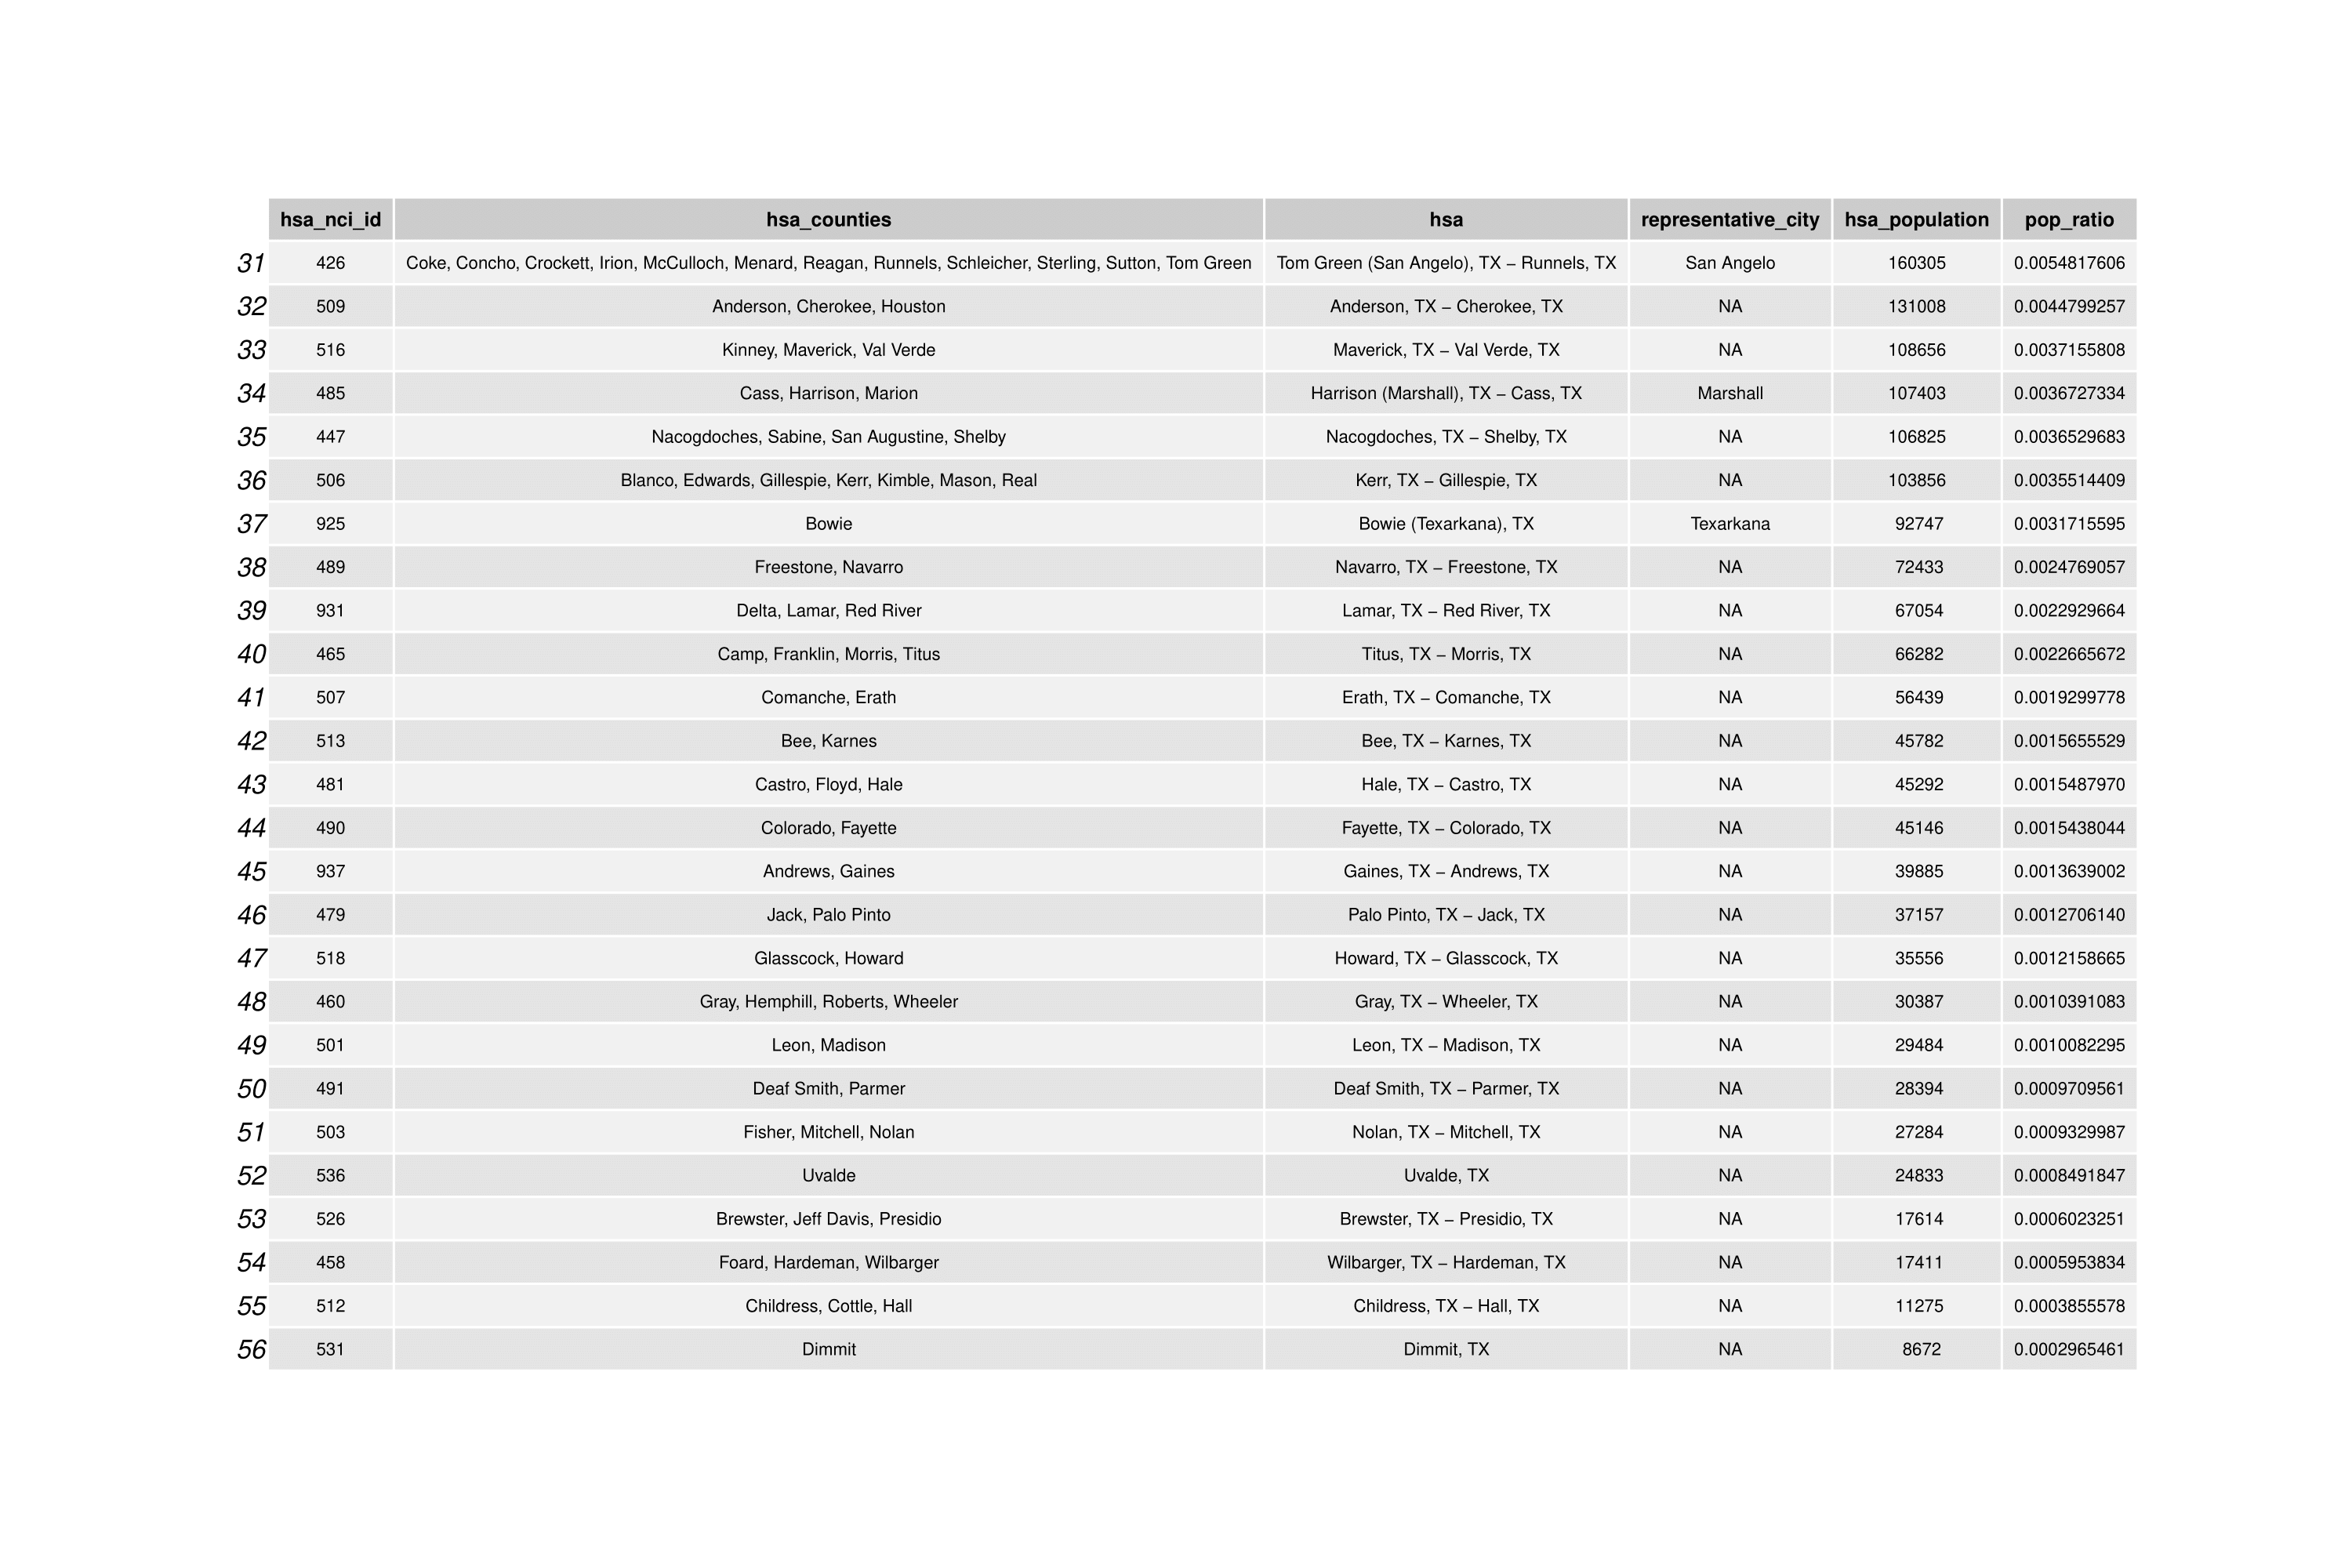 hsa_nci_id hsa_counties hsa representative_city hsa_population pop_ratio
31 426 Coke, Concho, Crockett, Irion, McCulloch, Menard, Reagan, Runnels, Schleicher, Sterling, Sutton, Tom Green Tom Green (San Angelo), TX – Runnels, TX San Angelo 160305 0.0054817606
32 509 Anderson, Cherokee, Houston Anderson, TX – Cherokee, TX NA 131008 0.0044799257
33 516 Kinney, Maverick, Val Verde Maverick, TX – Val Verde, TX NA 108656 0.0037155808
34 485 Cass, Harrison, Marion Harrison (Marshall), TX – Cass, TX Marshall 107403 0.0036727334
35 447 Nacogdoches, Sabine, San Augustine, Shelby Nacogdoches, TX – Shelby, TX NA 106825 0.0036529683
36 506 Blanco, Edwards, Gillespie, Kerr, Kimble, Mason, Real Kerr, TX – Gillespie, TX NA 103856 0.0035514409
37 925 Bowie Bowie (Texarkana), TX Texarkana 92747 0.0031715595
38 489 Freestone, Navarro Navarro, TX – Freestone, TX NA 72433 0.0024769057
39 931 Delta, Lamar, Red River Lamar, TX – Red River, TX NA 67054 0.0022929664
40 465 Camp, Franklin, Morris, Titus Titus, TX – Morris, TX NA 66282 0.0022665672
41 507 Comanche, Erath Erath, TX – Comanche, TX NA 56439 0.0019299778
42 513 Bee, Karnes Bee, TX – Karnes, TX NA 45782 0.0015655529
43 481 Castro, Floyd, Hale Hale, TX – Castro, TX NA 45292 0.0015487970
44 490 Colorado, Fayette Fayette, TX – Colorado, TX NA 45146 0.0015438044
45 937 Andrews, Gaines Gaines, TX – Andrews, TX NA 39885 0.0013639002
46 479 Jack, Palo Pinto Palo Pinto, TX – Jack, TX NA 37157 0.0012706140
47 518 Glasscock, Howard Howard, TX – Glasscock, TX NA 35556 0.0012158665
48 460 Gray, Hemphill, Roberts, Wheeler Gray, TX – Wheeler, TX NA 30387 0.0010391083
49 501 Leon, Madison Leon, TX – Madison, TX NA 29484 0.0010082295
50 491 Deaf Smith, Parmer Deaf Smith, TX – Parmer, TX NA 28394 0.0009709561
51 503 Fisher, Mitchell, Nolan Nolan, TX – Mitchell, TX NA 27284 0.0009329987
52 536 Uvalde Uvalde, TX NA 24833 0.0008491847
53 526 Brewster, Jeff Davis, Presidio Brewster, TX – Presidio, TX NA 17614 0.0006023251
54 458 Foard, Hardeman, Wilbarger Wilbarger, TX – Hardeman, TX NA 17411 0.0005953834
55 512 Childress, Cottle, Hall Childress, TX – Hall, TX NA 11275 0.0003855578
56 531 Dimmit Dimmit, TX NA 8672 0.0002965461